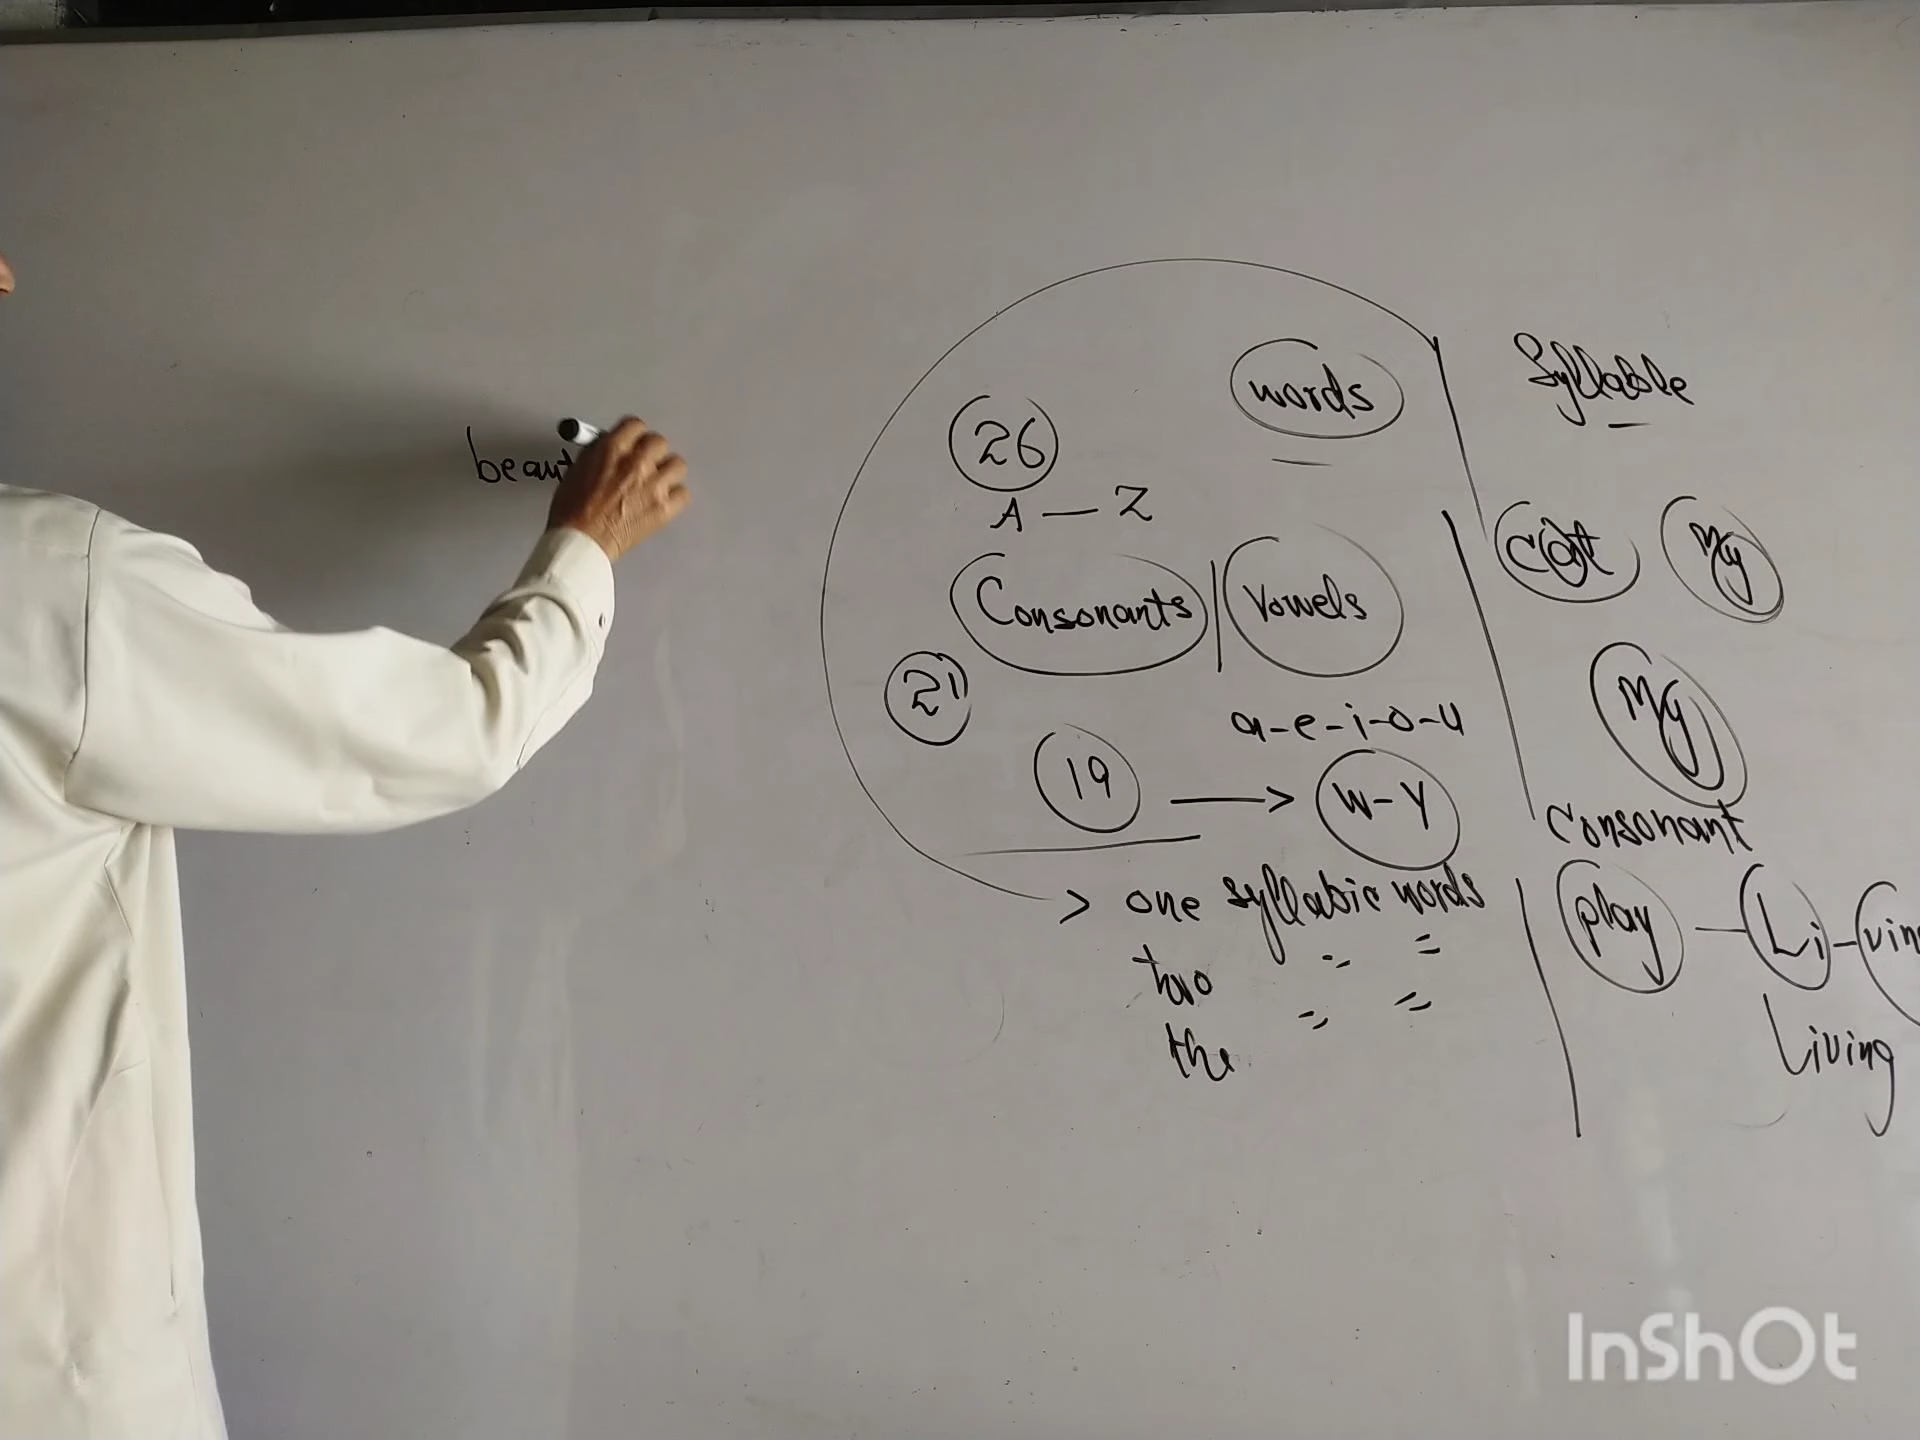 beaut
words
26
A — Z
Consonants / Vowels
21
a-e-i-o-u
19 → W-Y
> one syllabic words
two " "
the " "
Syllable
cat My
My
Consonant
play - Li - ving
Living
InShOt